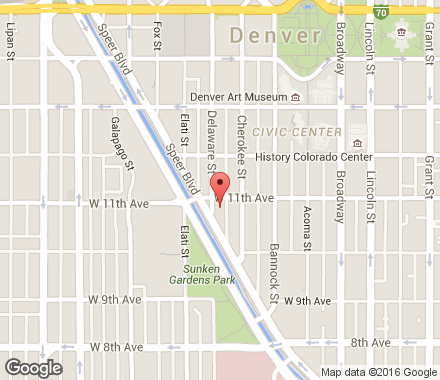 Lipan St
Speer Blvd
Fox St
Denver
Broadway
70
Lincoln St
Grant St
Denver Art Museum
Galapago St
Elati St
Delaware St
Cherokee St
CIVIC CENTER
Speer Blvd
History Colorado Center
W 11th Ave
W 11th Ave
Broadway
Lincoln St
Grant St
Acoma St
Elati St
Bannock St
Sunken
Gardens Park
W 9th Ave
W 9th Ave
W 8th Ave
8th Ave
Google
Map data ©2016 Google